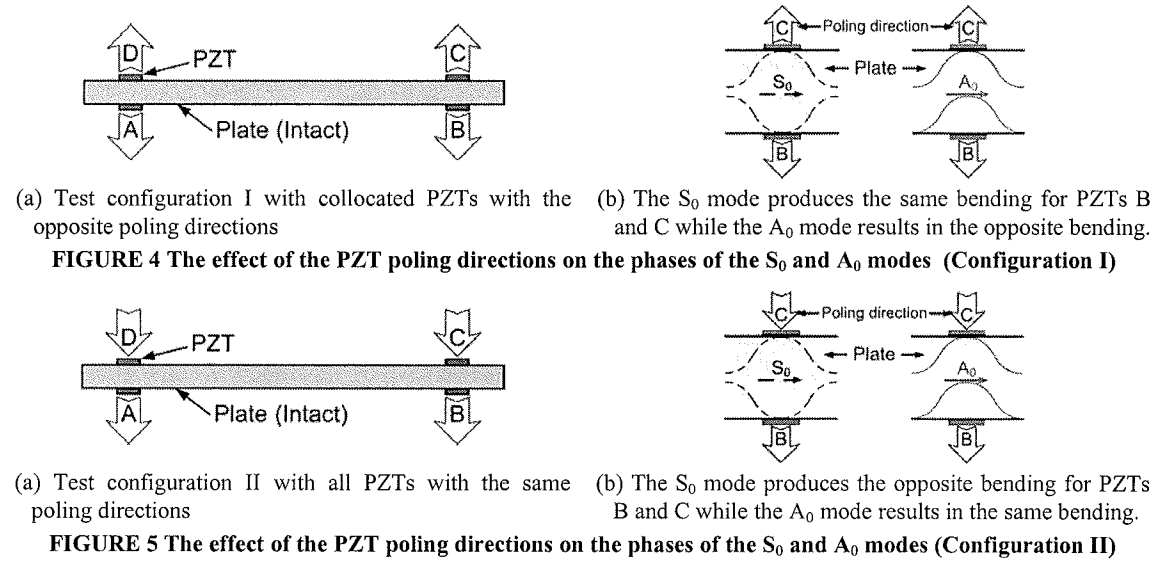 D
PZT
C
A
Plate (Intact)
B
C
Poling direction
C
Plate
S₀
A₀
B
B
(a) Test configuration I with collocated PZTs with the
opposite poling directions
(b) The S₀ mode produces the same bending for PZTs B
and C while the A₀ mode results in the opposite bending.
FIGURE 4 The effect of the PZT poling directions on the phases of the S₀ and A₀ modes (Configuration I)
D
PZT
C
A
Plate (Intact)
B
C
Poling direction
C
Plate
S₀
A₀
B
B
(a) Test configuration II with all PZTs with the same
poling directions
(b) The S₀ mode produces the opposite bending for PZTs
B and C while the A₀ mode results in the same bending.
FIGURE 5 The effect of the PZT poling directions on the phases of the S₀ and A₀ modes (Configuration II)